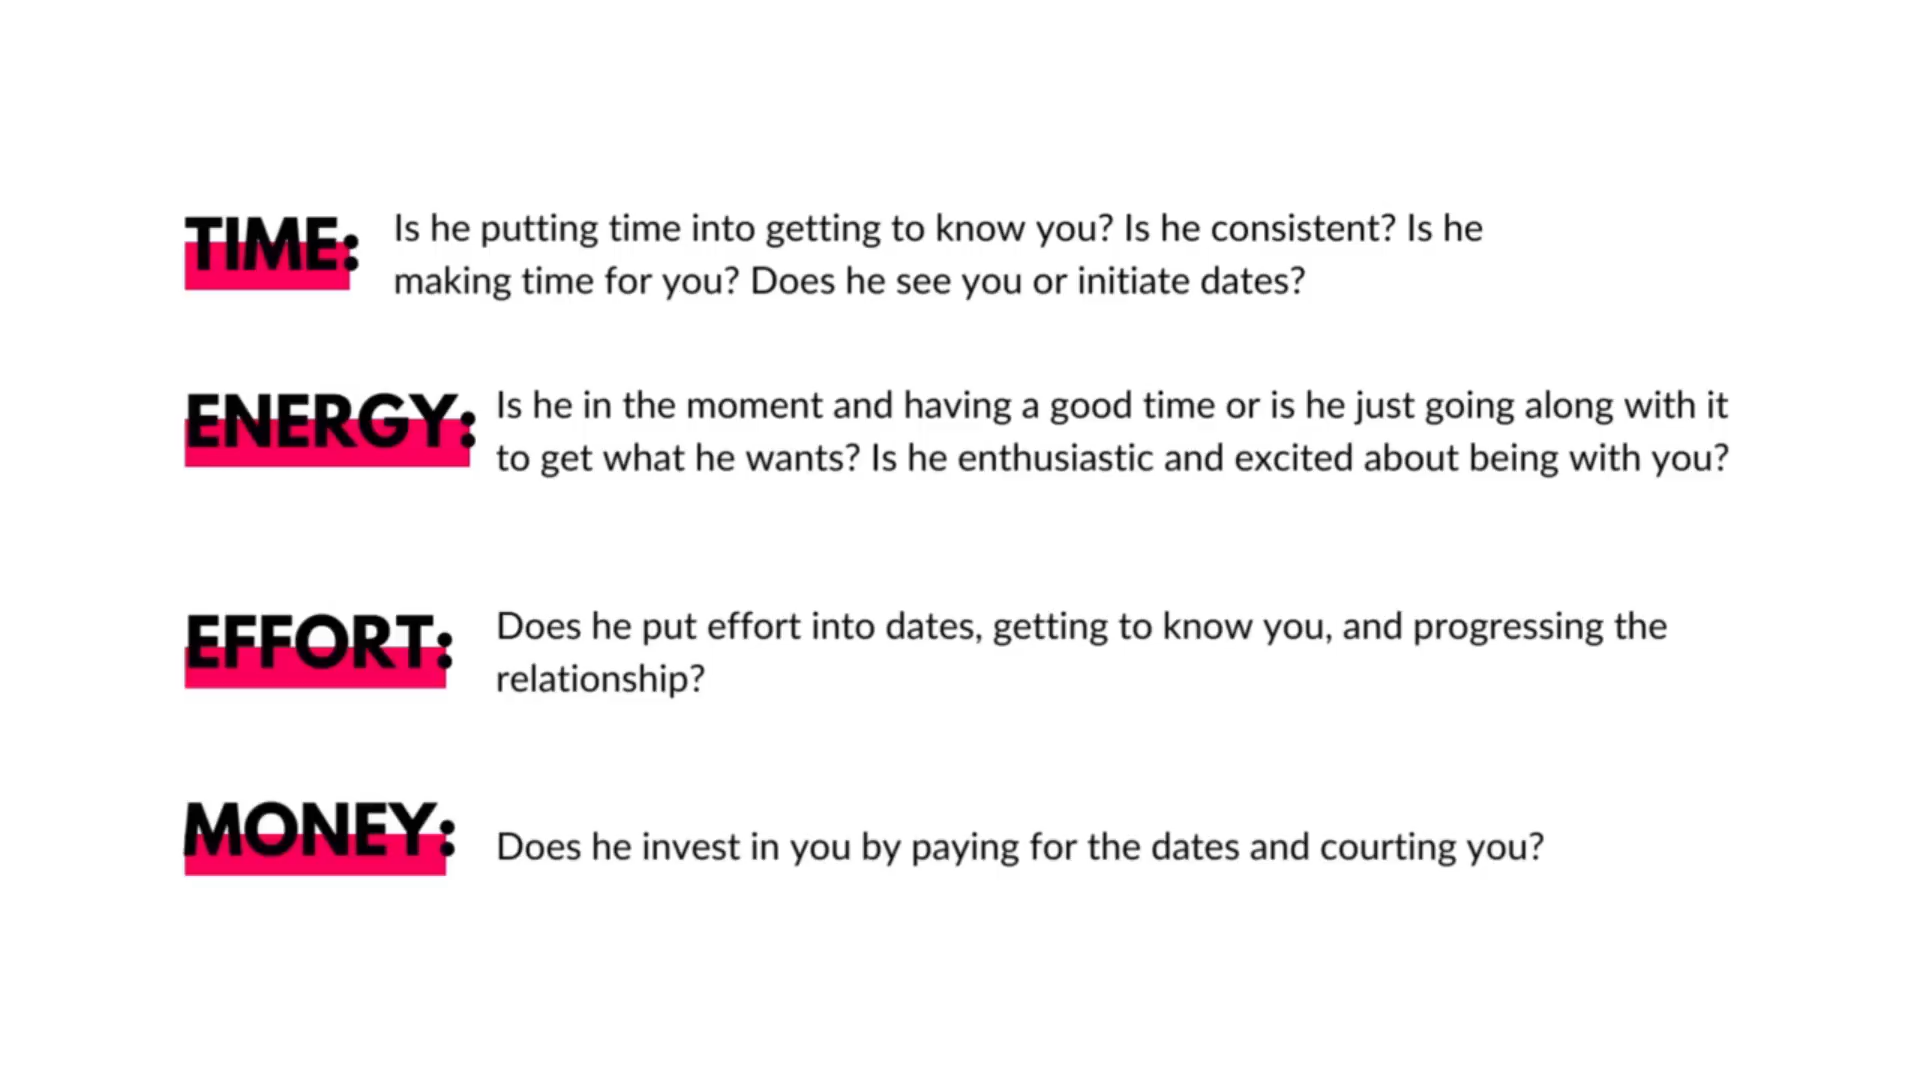 TIME: Is he putting time into getting to know you? Is he consistent? Is he
making time for you? Does he see you or initiate dates?
ENERGY: Is he in the moment and having a good time or is he just going along with it
to get what he wants? Is he enthusiastic and excited about being with you?
EFFORT: Does he put effort into dates, getting to know you, and progressing the
relationship?
MONEY: Does he invest in you by paying for the dates and courting you?